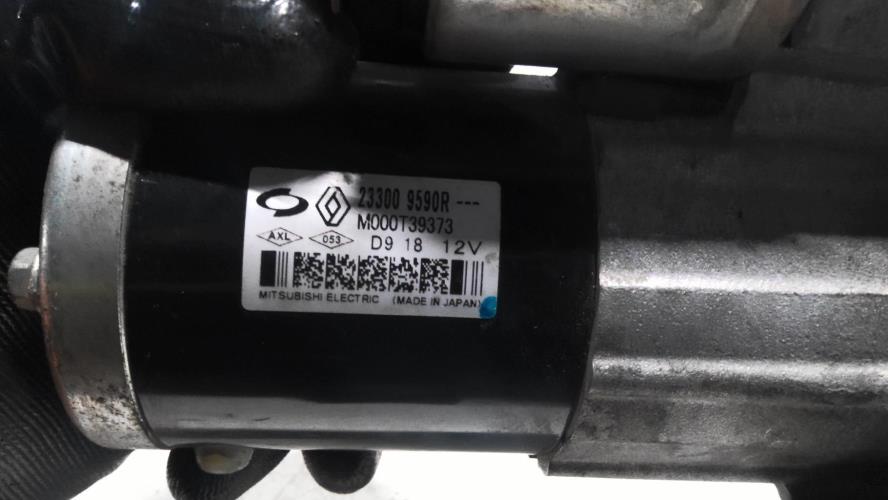 23300 9590R ---
M000T39373
AXL 053 D9 18 12V
MITSUBISHI ELECTRIC (MADE IN JAPAN)